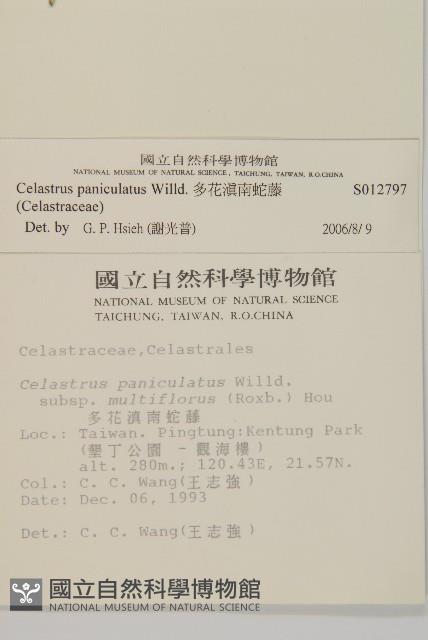 國立自然科學博物館
NATIONAL MUSEUM OF NATURAL SCIENCE, TAICHUNG, TAIWAN, R.O.CHINA
Celastrus paniculatus Willd. 多花滇南蛇藤 S012797
(Celastraceae)
Det. by G. P. Hsieh (謝光普) 2006/8/ 9
國立自然科學博物館
NATIONAL MUSEUM OF NATURAL SCIENCE
TAICHUNG, TAIWAN, R.O.CHINA
Celastraceae,Celastrales
Celastrus paniculatus Willd.
subsp. multiflorus (Roxb.) Hou
多花滇南蛇藤
Loc.: Taiwan. Pingtung:Kentung Park
(墾丁公園 - 觀海樓)
alt. 280m.; 120.43E, 21.57N.
Col.: C. C. Wang(王志強)
Date: Dec. 06, 1993
Det.: C. C. Wang(王志強)
國立自然科學博物館
NATIONAL MUSEUM OF NATURAL SCIENCE